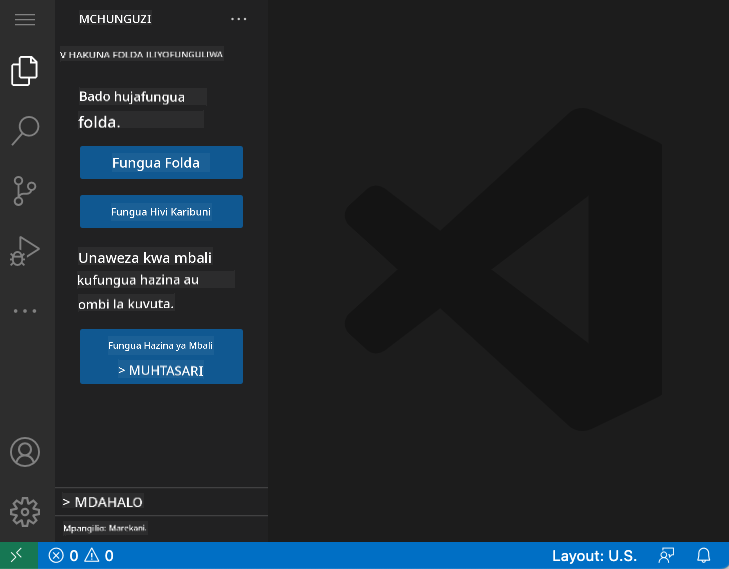 MCHUNGUZI
V HAKUNA FOLDA ILIYOFUNGULIWA
Bado hujafungua
folda.
Fungua Folda
Fungua Hivi Karibuni
Unaweza kwa mbali
kufungua hazina au
ombi la kuvuta.
Fungua Hazina ya Mbali
> MUHTASARI
> MDAHALO
Mpangilio: Marekani.
0 0
Layout: U.S.